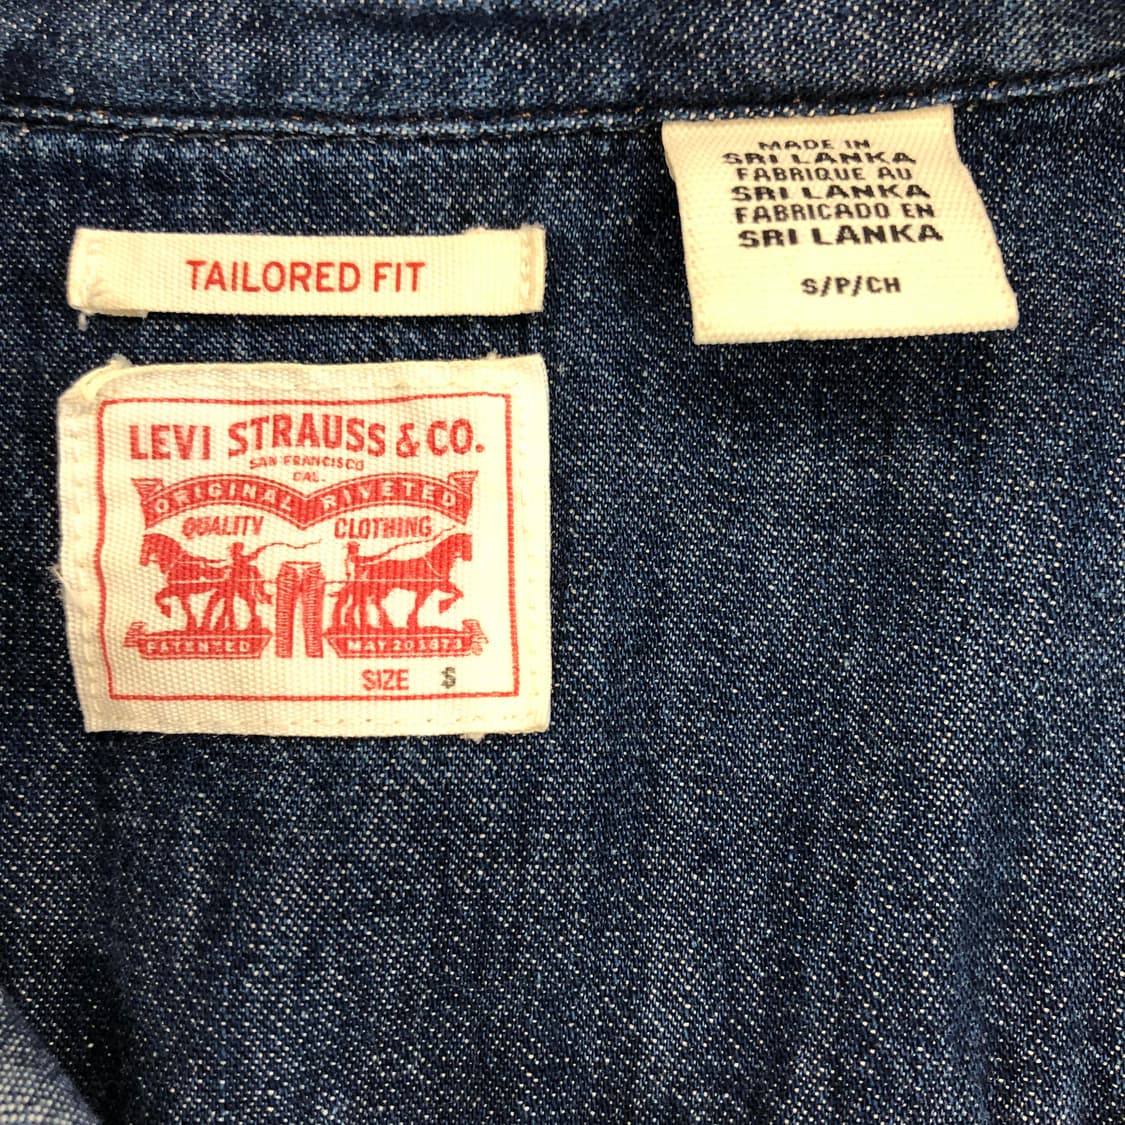 TAILORED FIT
LEVI STRAUSS & CO.
SAN FRANCISCO
CAL.
ORIGINAL RIVETED
QUALITY CLOTHING
PATENTED MAY 20 1873
SIZE S
MADE IN
SRI LANKA
FABRIQUE AU
SRI LANKA
FABRICADO EN
SRI LANKA
S/P/CH